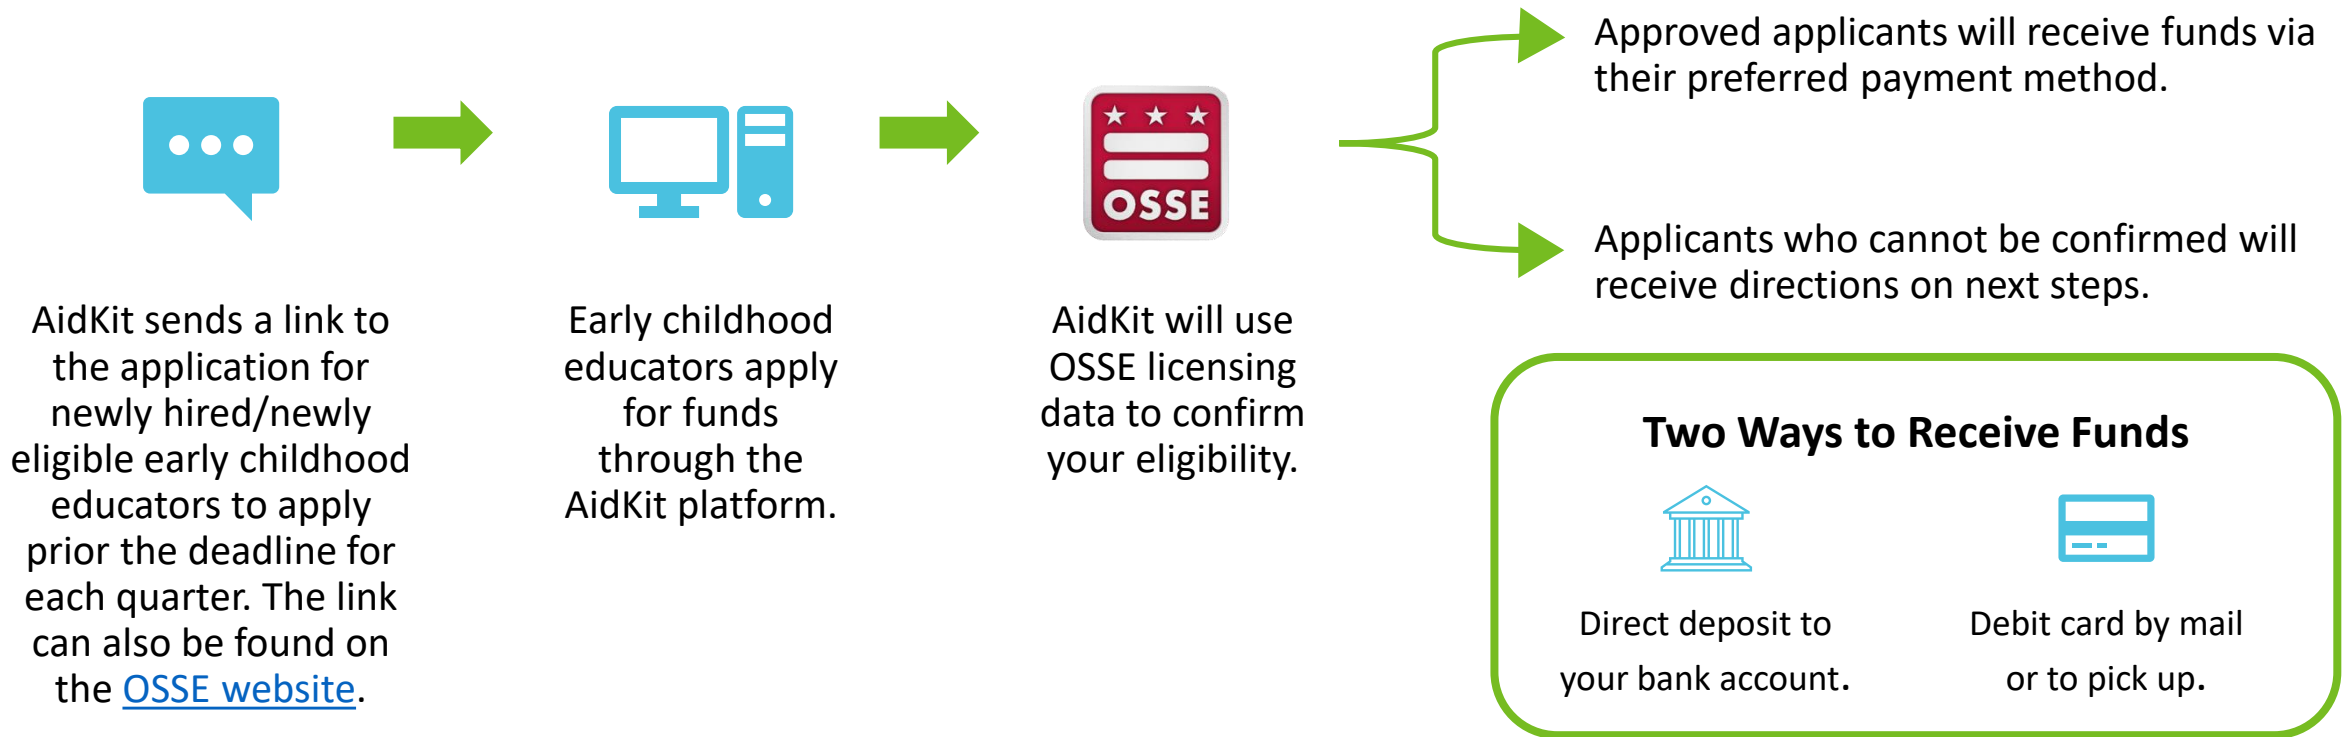 AidKit sends a link to
the application for
newly hired/newly
eligible early childhood
educators to apply
prior the deadline for
each quarter. The link
can also be found on
the OSSE website.
Early childhood
educators apply
for funds
through the
AidKit platform.
OSSE
AidKit will use
OSSE licensing
data to confirm
your eligibility.
Approved applicants will receive funds via
their preferred payment method.
Applicants who cannot be confirmed will
receive directions on next steps.
Two Ways to Receive Funds
Direct deposit to
your bank account.
Debit card by mail
or to pick up.